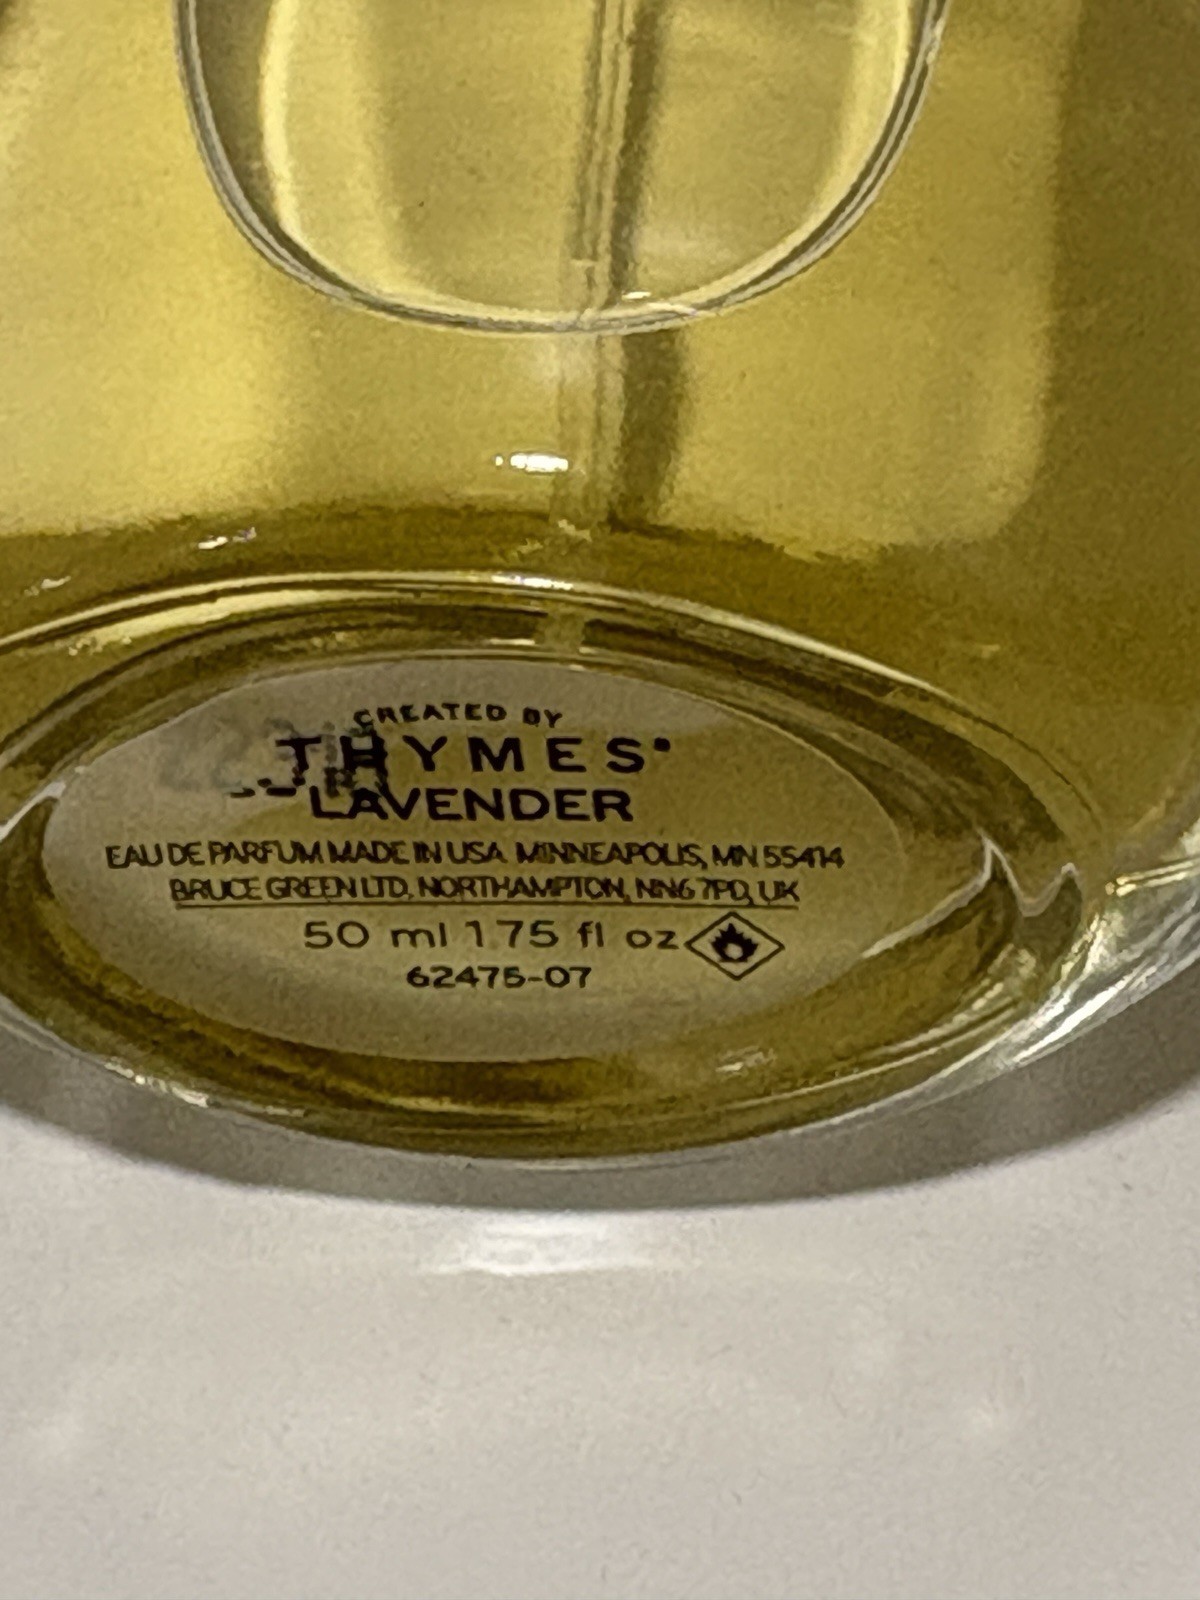 CREATED BY
THYMES®
LAVENDER
EAU DE PARFUM MADE IN USA MINNEAPOLIS, MN 55414
BRUCE GREEN LTD, NORTHAMPTON, NN6 7PD, UK
50 ml 1 75 fl oz
62475-07